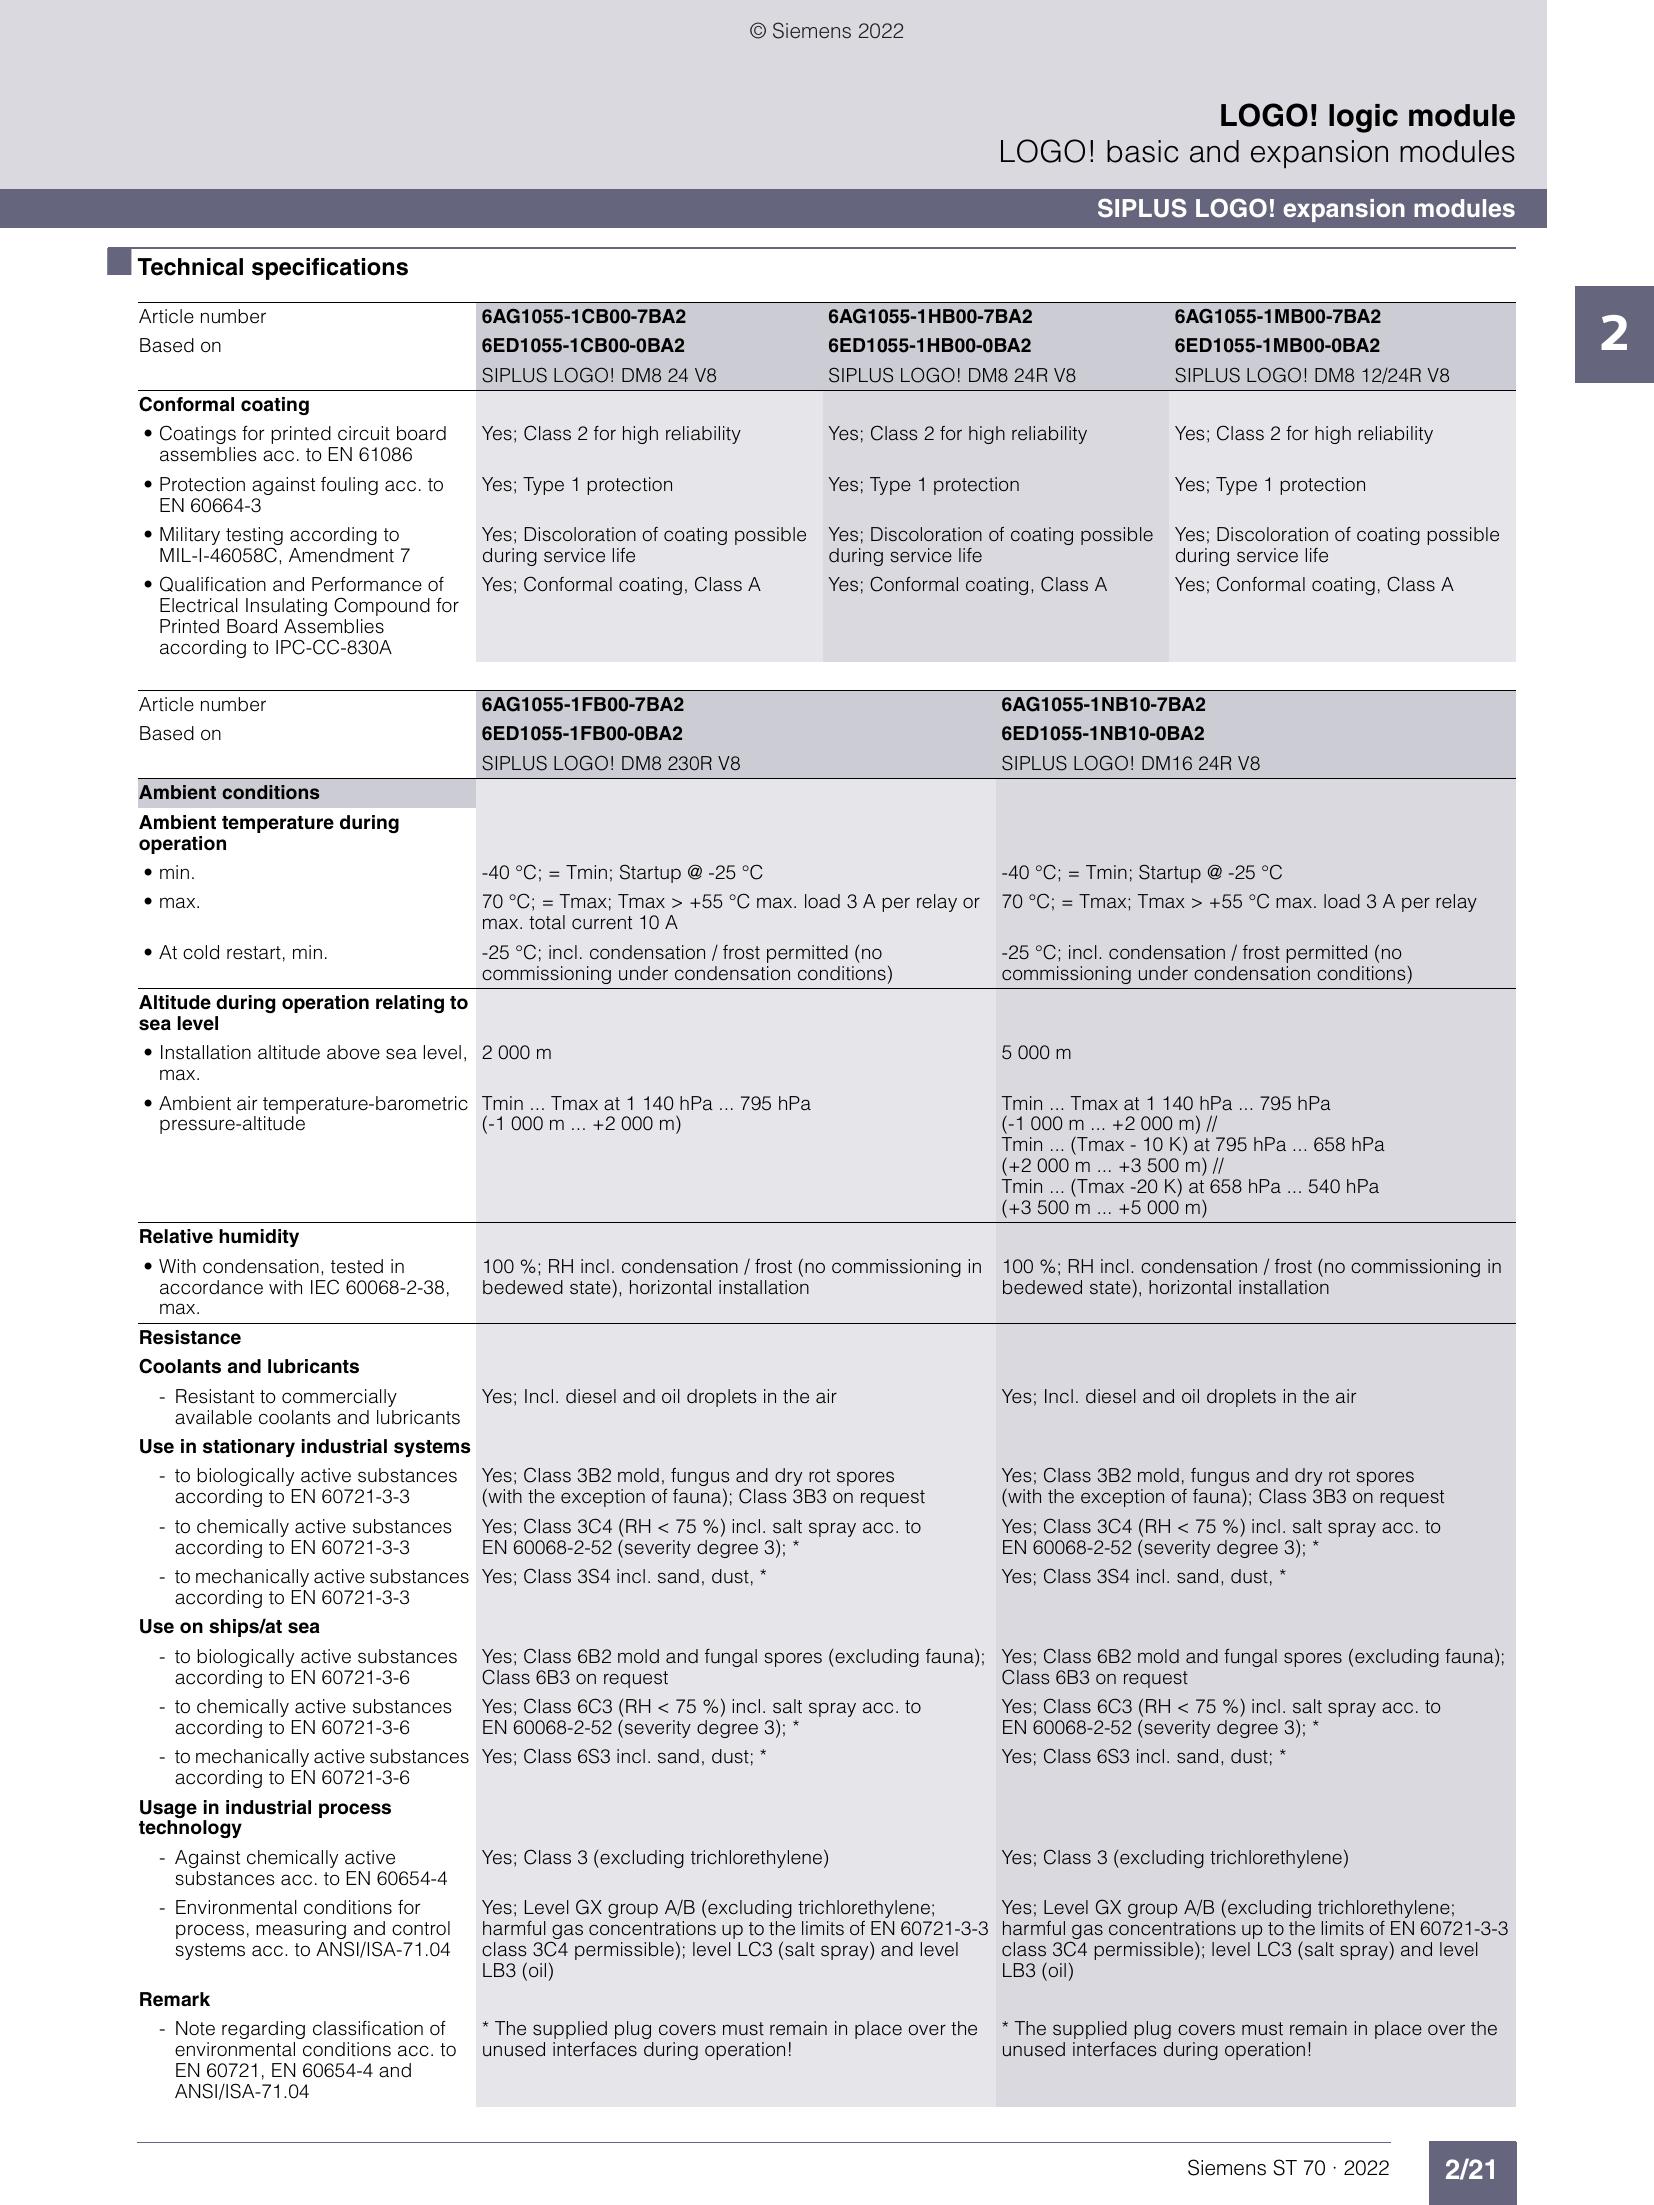 © Siemens 2022
LOGO! logic module
LOGO! basic and expansion modules
SIPLUS LOGO! expansion modules
Technical specifications
2
Article number 6AG1055-1CB00-7BA2 6AG1055-1HB00-7BA2 6AG1055-1MB00-7BA2
Based on 6ED1055-1CB00-0BA2 6ED1055-1HB00-0BA2 6ED1055-1MB00-0BA2
SIPLUS LOGO! DM8 24 V8 SIPLUS LOGO! DM8 24R V8 SIPLUS LOGO! DM8 12/24R V8
Conformal coating
• Coatings for printed circuit board Yes; Class 2 for high reliability Yes; Class 2 for high reliability Yes; Class 2 for high reliability
assemblies acc. to EN 61086
• Protection against fouling acc. to Yes; Type 1 protection Yes; Type 1 protection Yes; Type 1 protection
EN 60664-3
• Military testing according to Yes; Discoloration of coating possible Yes; Discoloration of coating possible Yes; Discoloration of coating possible
MIL-I-46058C, Amendment 7 during service life during service life during service life
• Qualification and Performance of Yes; Conformal coating, Class A Yes; Conformal coating, Class A Yes; Conformal coating, Class A
Electrical Insulating Compound for
Printed Board Assemblies
according to IPC-CC-830A
Article number 6AG1055-1FB00-7BA2 6AG1055-1NB10-7BA2
Based on 6ED1055-1FB00-0BA2 6ED1055-1NB10-0BA2
SIPLUS LOGO! DM8 230R V8 SIPLUS LOGO! DM16 24R V8
Ambient conditions
Ambient temperature during
operation
• min. -40 °C; = Tmin; Startup @ -25 °C -40 °C; = Tmin; Startup @ -25 °C
• max. 70 °C; = Tmax; Tmax > +55 °C max. load 3 A per relay or 70 °C; = Tmax; Tmax > +55 °C max. load 3 A per relay
max. total current 10 A
• At cold restart, min. -25 °C; incl. condensation / frost permitted (no -25 °C; incl. condensation / frost permitted (no
commissioning under condensation conditions) commissioning under condensation conditions)
Altitude during operation relating to
sea level
• Installation altitude above sea level, 2 000 m 5 000 m
max.
• Ambient air temperature-barometric Tmin ... Tmax at 1 140 hPa ... 795 hPa Tmin ... Tmax at 1 140 hPa ... 795 hPa
pressure-altitude (-1 000 m ... +2 000 m) (-1 000 m ... +2 000 m) //
Tmin ... (Tmax - 10 K) at 795 hPa ... 658 hPa
(+2 000 m ... +3 500 m) //
Tmin ... (Tmax -20 K) at 658 hPa ... 540 hPa
(+3 500 m ... +5 000 m)
Relative humidity
• With condensation, tested in 100 %; RH incl. condensation / frost (no commissioning in 100 %; RH incl. condensation / frost (no commissioning in
accordance with IEC 60068-2-38, bedewed state), horizontal installation bedewed state), horizontal installation
max.
Resistance
Coolants and lubricants
- Resistant to commercially Yes; Incl. diesel and oil droplets in the air Yes; Incl. diesel and oil droplets in the air
available coolants and lubricants
Use in stationary industrial systems
- to biologically active substances Yes; Class 3B2 mold, fungus and dry rot spores Yes; Class 3B2 mold, fungus and dry rot spores
according to EN 60721-3-3 (with the exception of fauna); Class 3B3 on request (with the exception of fauna); Class 3B3 on request
- to chemically active substances Yes; Class 3C4 (RH < 75 %) incl. salt spray acc. to Yes; Class 3C4 (RH < 75 %) incl. salt spray acc. to
according to EN 60721-3-3 EN 60068-2-52 (severity degree 3); * EN 60068-2-52 (severity degree 3); *
- to mechanically active substances Yes; Class 3S4 incl. sand, dust, * Yes; Class 3S4 incl. sand, dust, *
according to EN 60721-3-3
Use on ships/at sea
- to biologically active substances Yes; Class 6B2 mold and fungal spores (excluding fauna); Yes; Class 6B2 mold and fungal spores (excluding fauna);
according to EN 60721-3-6 Class 6B3 on request Class 6B3 on request
- to chemically active substances Yes; Class 6C3 (RH < 75 %) incl. salt spray acc. to Yes; Class 6C3 (RH < 75 %) incl. salt spray acc. to
according to EN 60721-3-6 EN 60068-2-52 (severity degree 3); * EN 60068-2-52 (severity degree 3); *
- to mechanically active substances Yes; Class 6S3 incl. sand, dust; * Yes; Class 6S3 incl. sand, dust; *
according to EN 60721-3-6
Usage in industrial process
technology
- Against chemically active Yes; Class 3 (excluding trichlorethylene) Yes; Class 3 (excluding trichlorethylene)
substances acc. to EN 60654-4
- Environmental conditions for Yes; Level GX group A/B (excluding trichlorethylene; Yes; Level GX group A/B (excluding trichlorethylene;
process, measuring and control harmful gas concentrations up to the limits of EN 60721-3-3 harmful gas concentrations up to the limits of EN 60721-3-3
systems acc. to ANSI/ISA-71.04 class 3C4 permissible); level LC3 (salt spray) and level class 3C4 permissible); level LC3 (salt spray) and level
LB3 (oil) LB3 (oil)
Remark
- Note regarding classification of * The supplied plug covers must remain in place over the * The supplied plug covers must remain in place over the
environmental conditions acc. to unused interfaces during operation! unused interfaces during operation!
EN 60721, EN 60654-4 and
ANSI/ISA-71.04
Siemens ST 70 · 2022 2/21